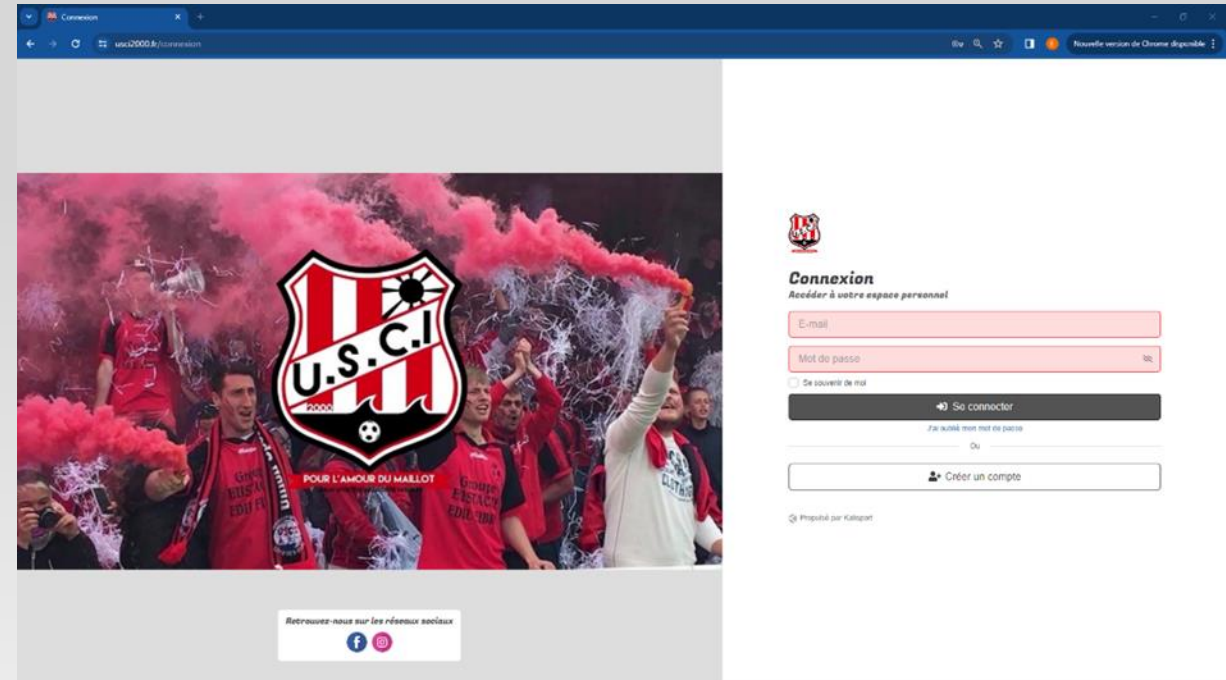 Connexion
usci2000.fr/connexion
Nouvelle version de Chrome disponible
U.S.C.I
2000
POUR L'AMOUR DU MAILLOT
Retrouvez-nous sur les réseaux sociaux
Connexion
Accéder à votre espace personnel
E-mail
Mot de passe
Se souvenir de moi
Se connecter
J'ai oublié mon mot de passe
Ou
Créer un compte
Propulsé par Kalisport